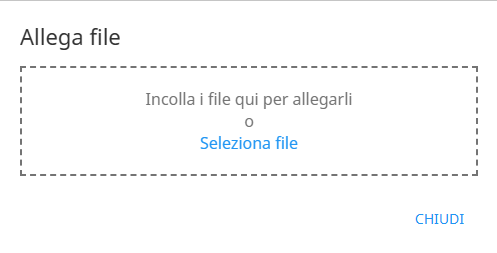 Allega file
Incolla i file qui per allegarli
o
Seleziona file
CHIUDI